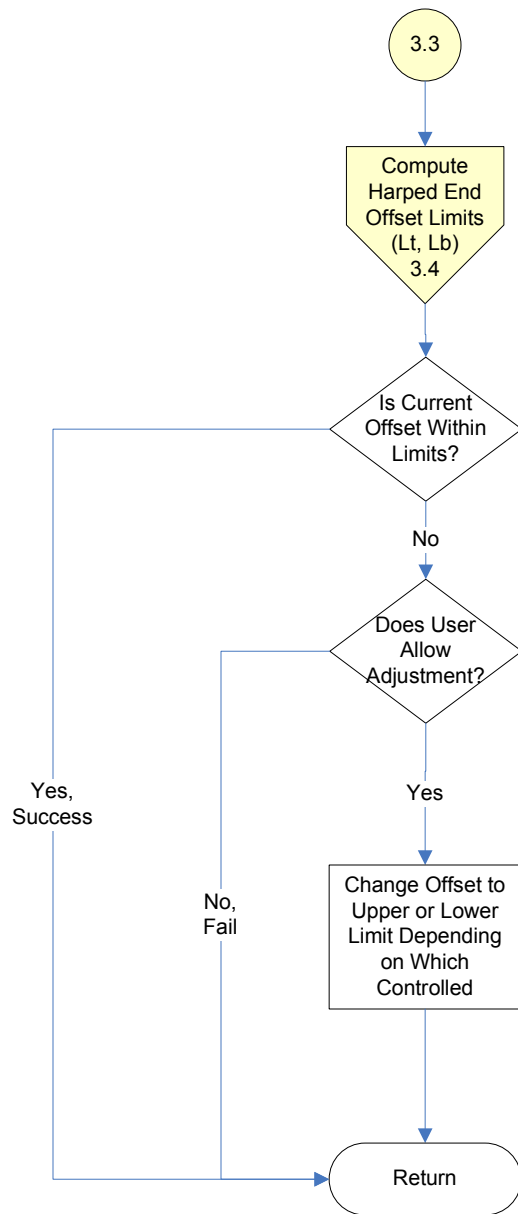 3.3
Compute
Harped End
Offset Limits
(Lt, Lb)
3.4
Is Current
Offset Within
Limits?
No
Does User
Allow
Adjustment?
Yes,
Success
Yes
No,
Fail
Change Offset to
Upper or Lower
Limit Depending
on Which
Controlled
Return